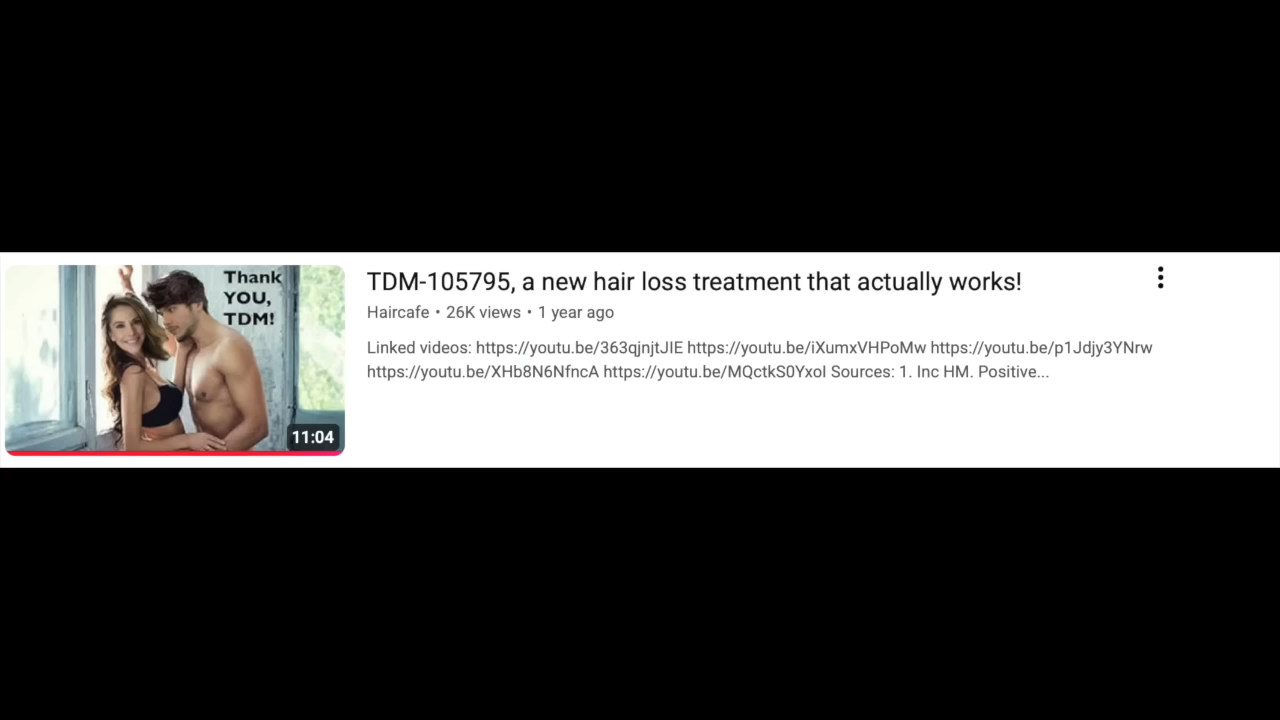 Thank
YOU,
TDM!
11:04
TDM-105795, a new hair loss treatment that actually works!
Haircafe • 26K views • 1 year ago
Linked videos: https://youtu.be/363qjnjtJIE https://youtu.be/iXumxVHPoMw https://youtu.be/p1Jdjy3YNrw
https://youtu.be/XHb8N6NfncA https://youtu.be/MQctkS0YxoI Sources: 1. Inc HM. Positive...